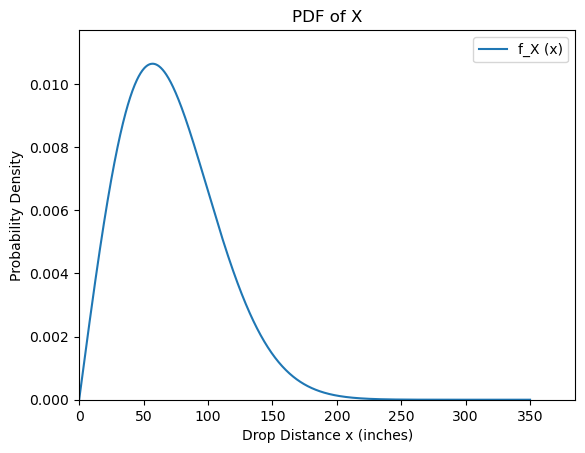 PDF of X
f_X (x)
Probability Density
0.010
0.008
0.006
0.004
0.002
0.000
0 50 100 150 200 250 300 350
Drop Distance x (inches)